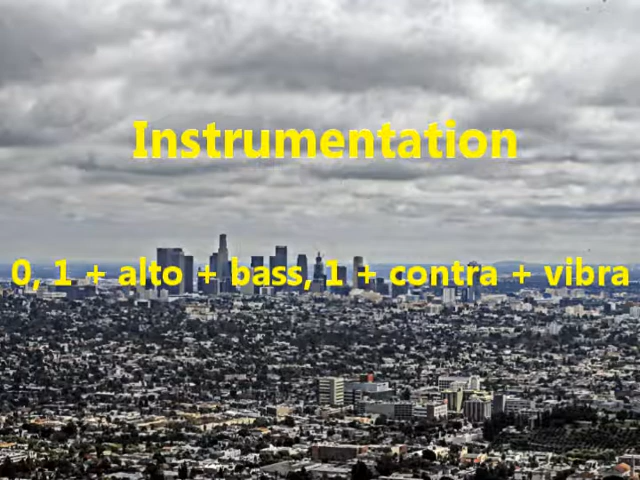 Instrumentation
0, 1 + alto + bass, 1 + contra + vibra